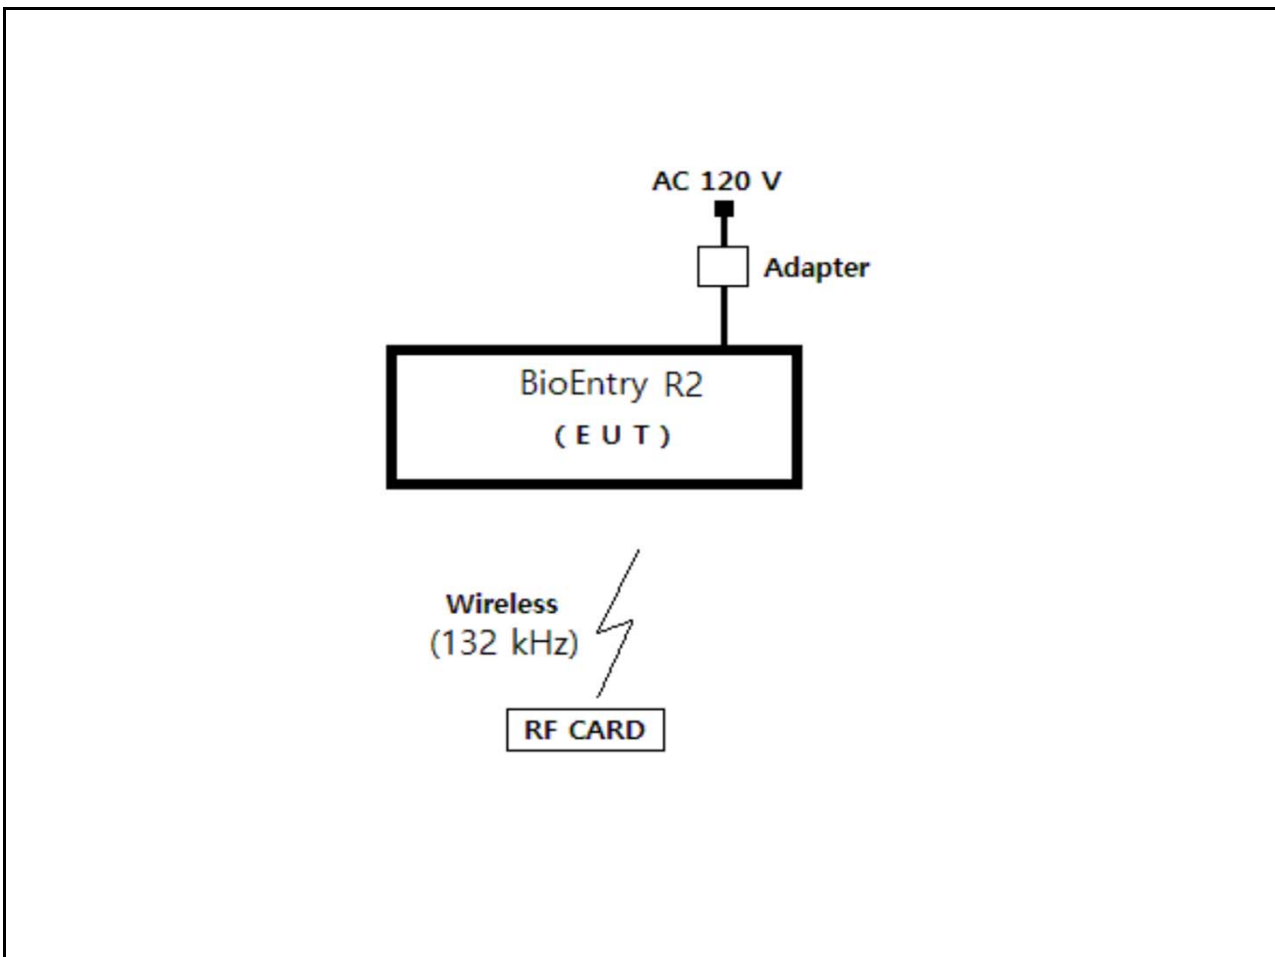 AC 120 V
Adapter
BioEntry R2
( E U T )
Wireless
(132 kHz)
RF CARD